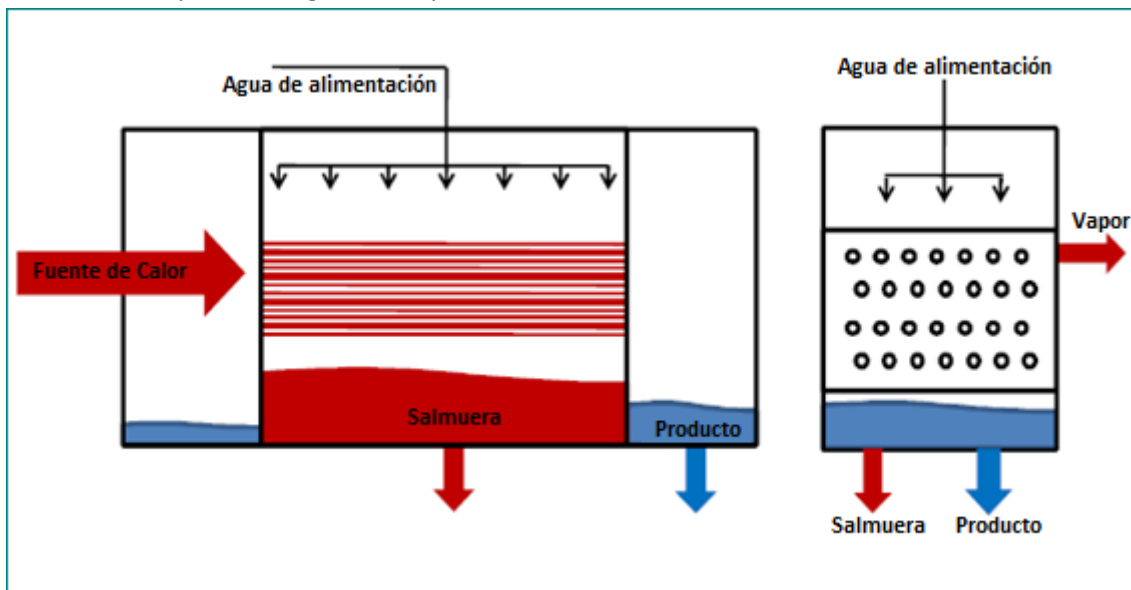 Agua de alimentación
Fuente de Calor
Salmuera
Producto
Agua de alimentación
Vapor
Salmuera
Producto